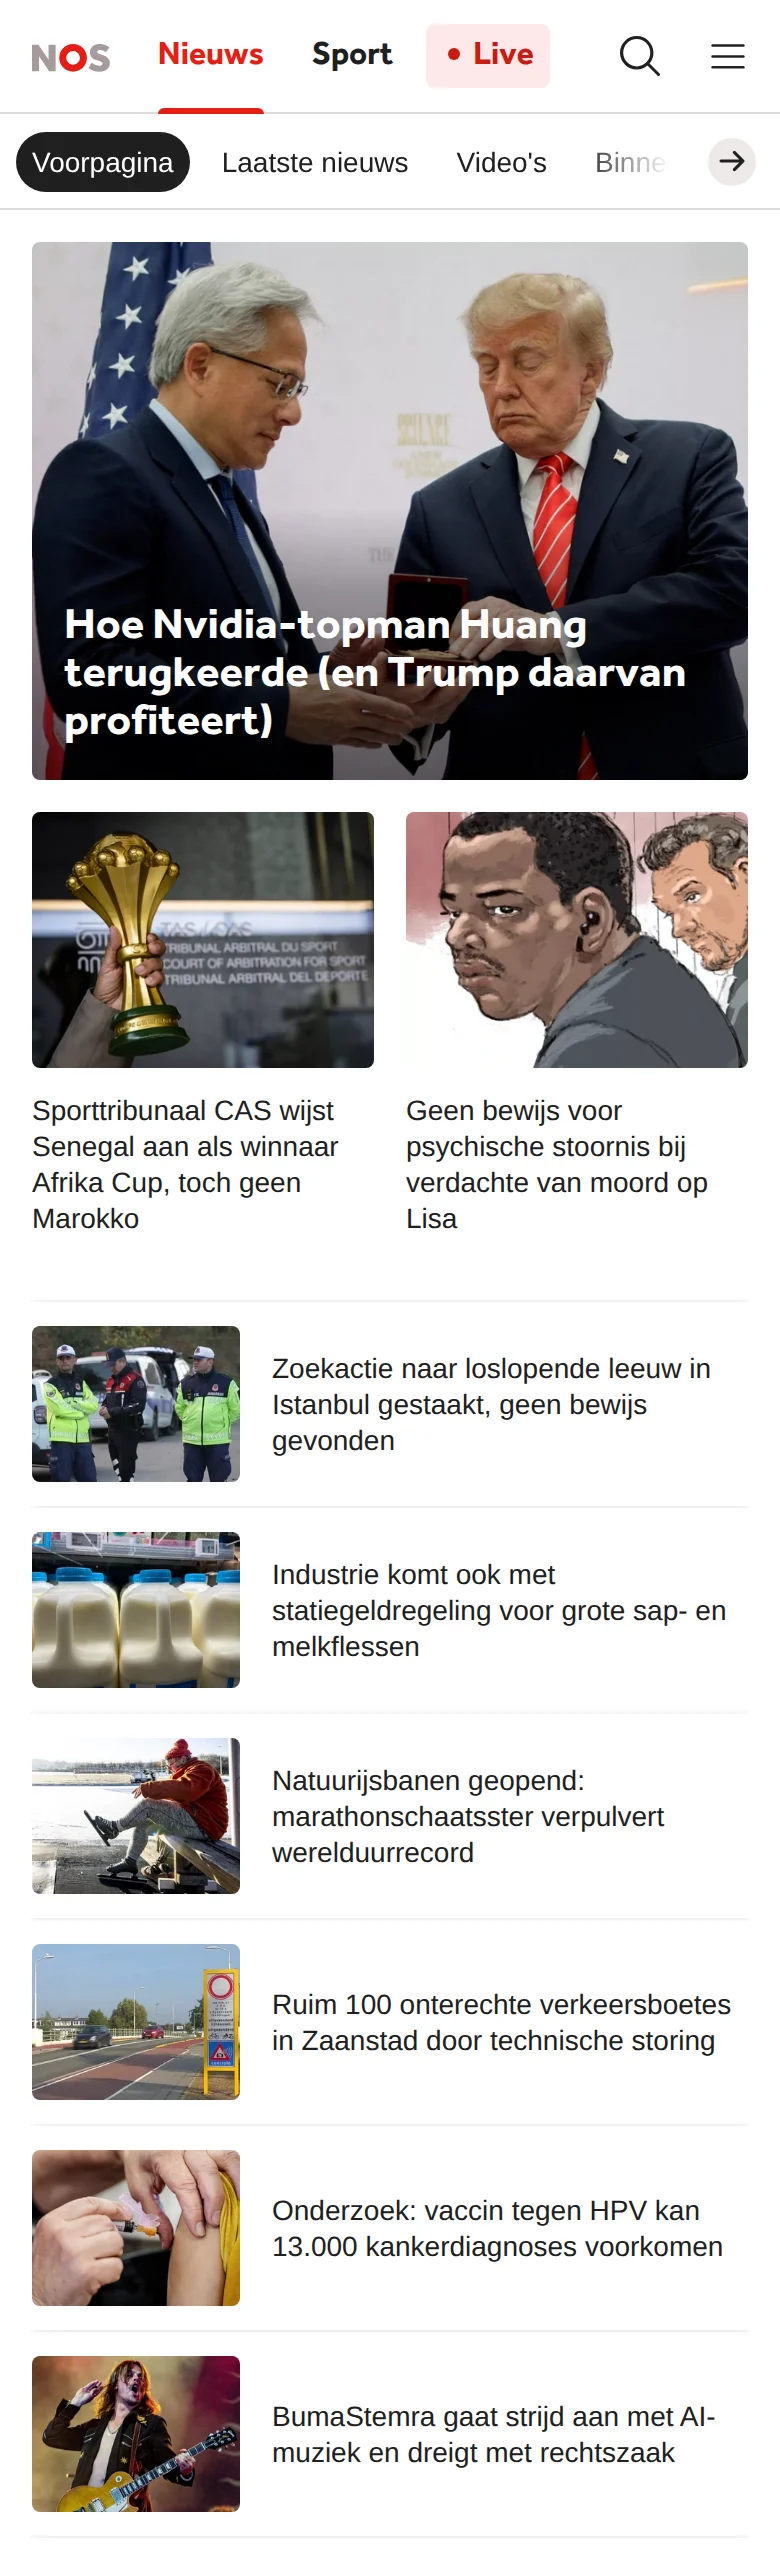 NOS Nieuws Sport Live
Voorpagina Laatste nieuws Video's Binne
Hoe Nvidia-topman Huang
terugkeerde (en Trump daarvan
profiteert)
TAS / CAS
TRIBUNAL ARBITRAL DU SPORT
COURT OF ARBITRATION FOR SPORT
TRIBUNAL ARBITRAL DEL DEPORTE
Sporttribunaal CAS wijst
Senegal aan als winnaar
Afrika Cup, toch geen
Marokko
Geen bewijs voor
psychische stoornis bij
verdachte van moord op
Lisa
Zoekactie naar loslopende leeuw in
Istanbul gestaakt, geen bewijs
gevonden
Industrie komt ook met
statiegeldregeling voor grote sap- en
melkflessen
Natuurijsbanen geopend:
marathonschaatsster verpulvert
werelduurrecord
Ruim 100 onterechte verkeersboetes
in Zaanstad door technische storing
Onderzoek: vaccin tegen HPV kan
13.000 kankerdiagnoses voorkomen
BumaStemra gaat strijd aan met AI-
muziek en dreigt met rechtszaak